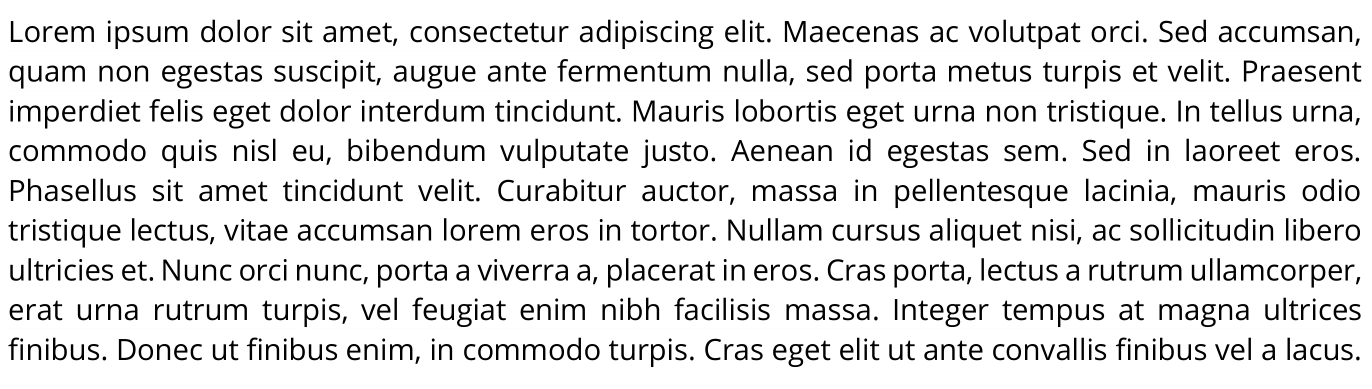 Lorem ipsum dolor sit amet, consectetur adipiscing elit. Maecenas ac volutpat orci. Sed accumsan,
quam non egestas suscipit, augue ante fermentum nulla, sed porta metus turpis et velit. Praesent
imperdiet felis eget dolor interdum tincidunt. Mauris lobortis eget urna non tristique. In tellus urna,
commodo quis nisl eu, bibendum vulputate justo. Aenean id egestas sem. Sed in laoreet eros.
Phasellus sit amet tincidunt velit. Curabitur auctor, massa in pellentesque lacinia, mauris odio
tristique lectus, vitae accumsan lorem eros in tortor. Nullam cursus aliquet nisi, ac sollicitudin libero
ultricies et. Nunc orci nunc, porta a viverra a, placerat in eros. Cras porta, lectus a rutrum ullamcorper,
erat urna rutrum turpis, vel feugiat enim nibh facilisis massa. Integer tempus at magna ultrices
finibus. Donec ut finibus enim, in commodo turpis. Cras eget elit ut ante convallis finibus vel a lacus.